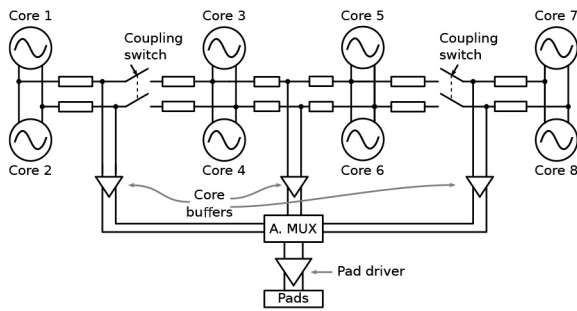 Core 1
Core 3
Core 5
Core 7
Coupling
switch
Coupling
switch
Core 2
Core 4
Core 6
Core 8
Core
buffers
A. MUX
Pad driver
Pads